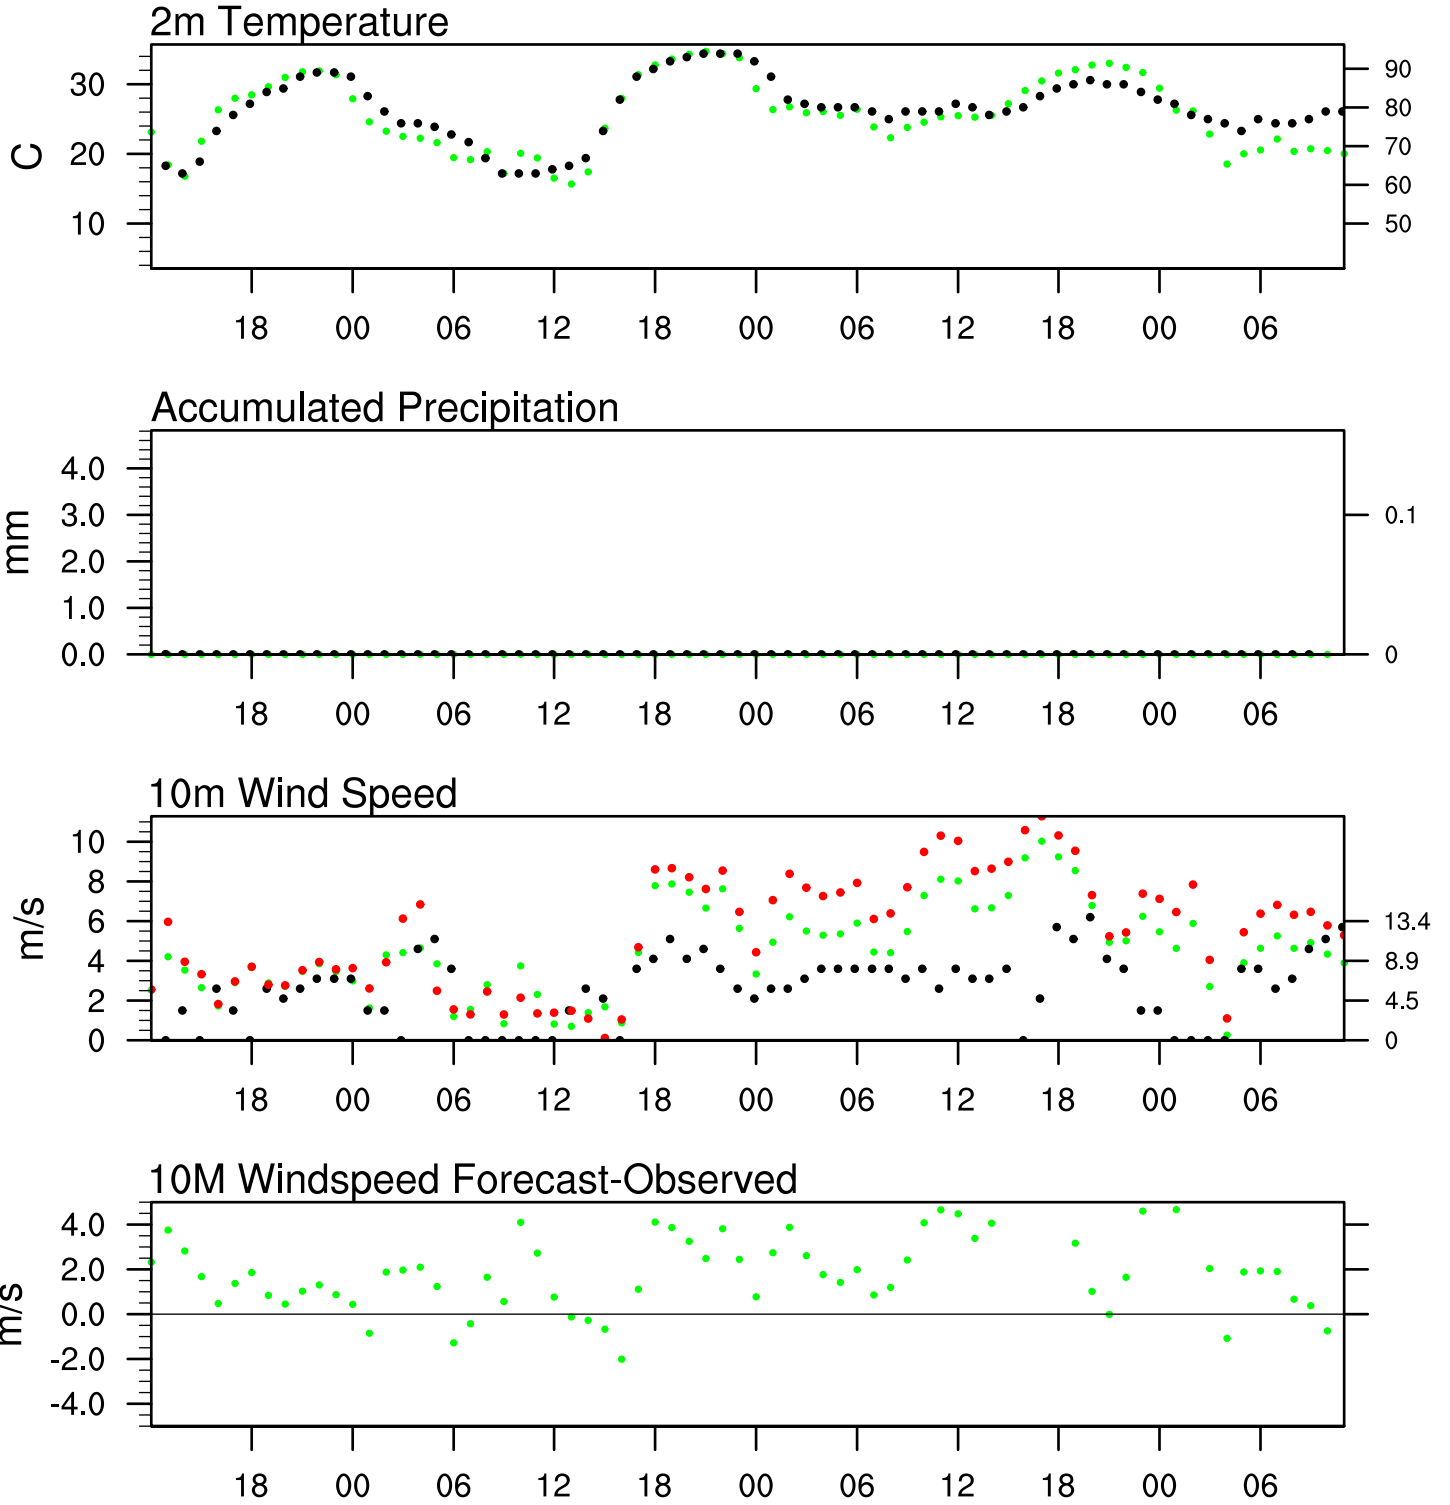 2m Temperature
30
20
10
C
90
80
70
60
50
18 00 06 12 18 00 06 12 18 00 06
Accumulated Precipitation
4.0
3.0
2.0
1.0
0.0
mm
0.1
0
18 00 06 12 18 00 06 12 18 00 06
10m Wind Speed
10
8
6
4
2
0
m/s
13.4
8.9
4.5
0
18 00 06 12 18 00 06 12 18 00 06
10M Windspeed Forecast-Observed
4.0
2.0
0.0
-2.0
-4.0
m/s
18 00 06 12 18 00 06 12 18 00 06